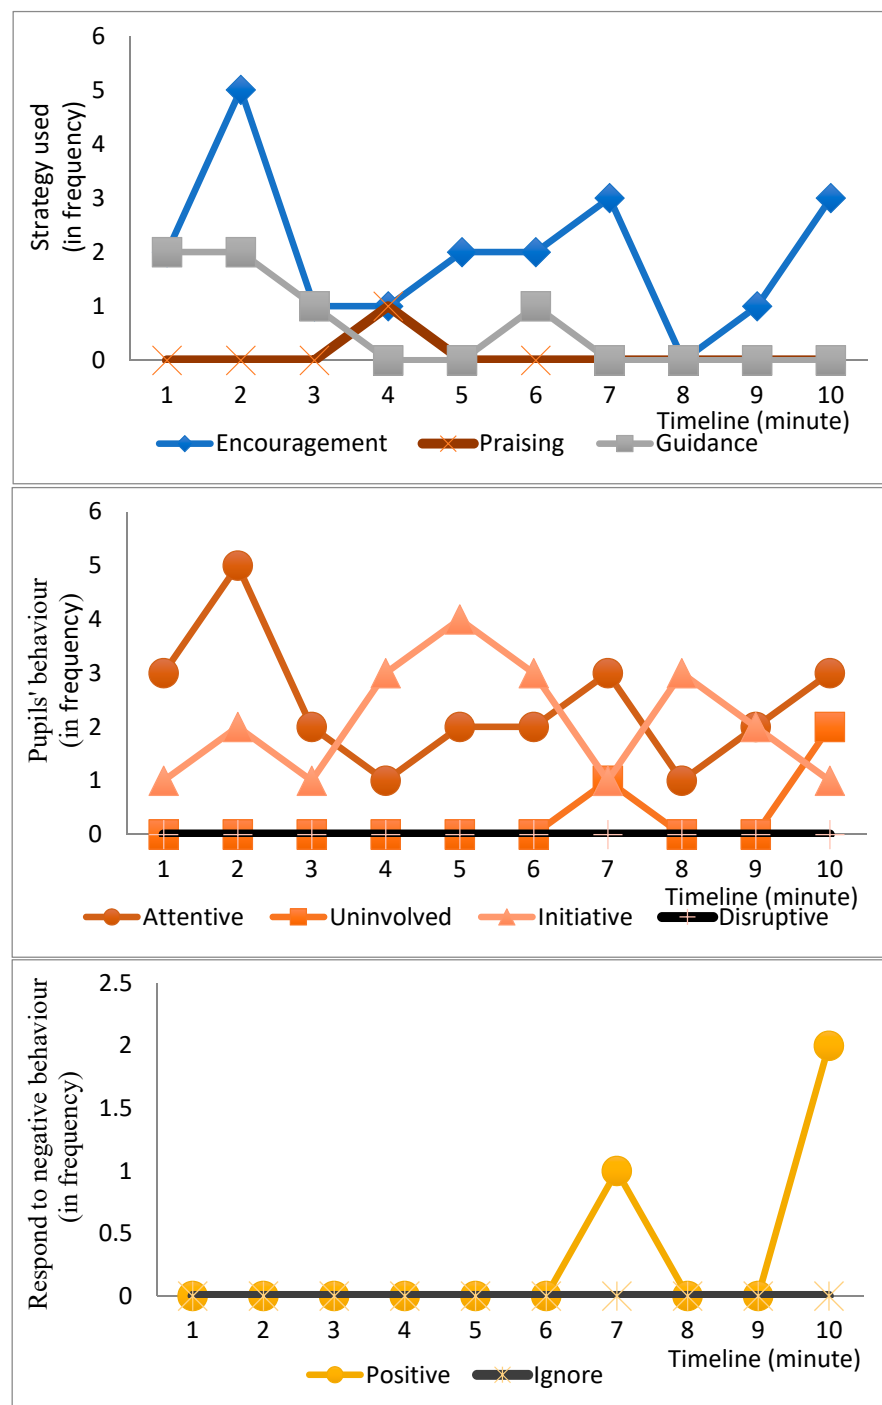 6
5
4
3
2
1
0
Strategy used
(in frequency)
1 2 3 4 5 6 7 8 9 10
Timeline (minute)
Encouragement Praising Guidance
6
5
4
3
2
1
0
Pupils' behaviour
(in frequency)
1 2 3 4 5 6 7 8 9 10
Timeline (minute)
Attentive Uninvolved Initiative Disruptive
2.5
2
1.5
1
0.5
0
Respond to negative behaviour
(in frequency)
1 2 3 4 5 6 7 8 9 10
Timeline (minute)
Positive Ignore